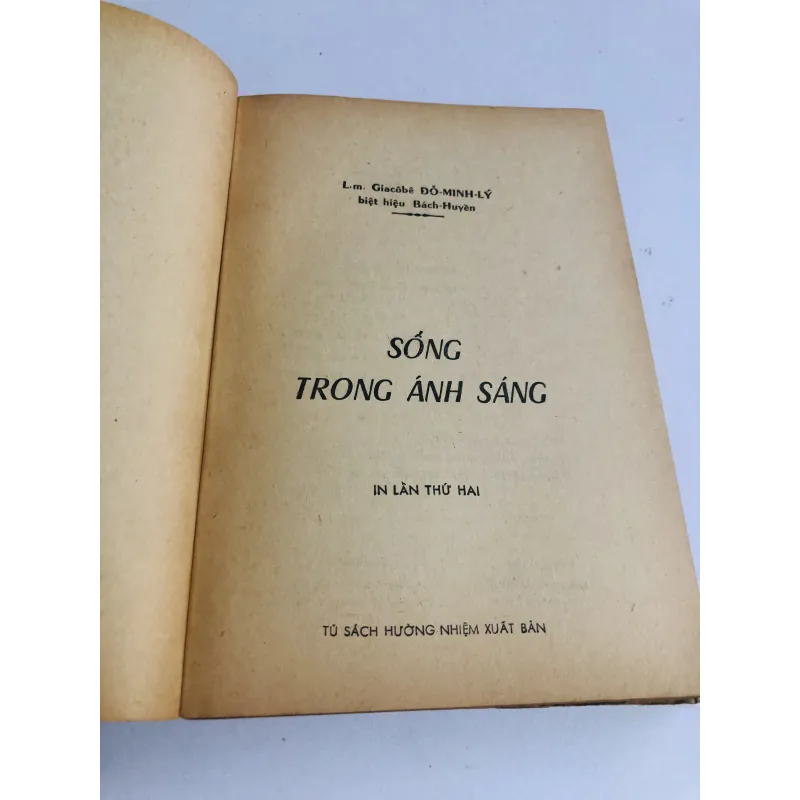 L.m. Giacôbê ĐỖ-MINH-LÝ
biệt hiệu Bách-Huyền
SỐNG
TRONG ÁNH SÁNG
IN LẦN THỨ HAI
TỦ SÁCH HƯỜNG NHIỆM XUẤT BẢN